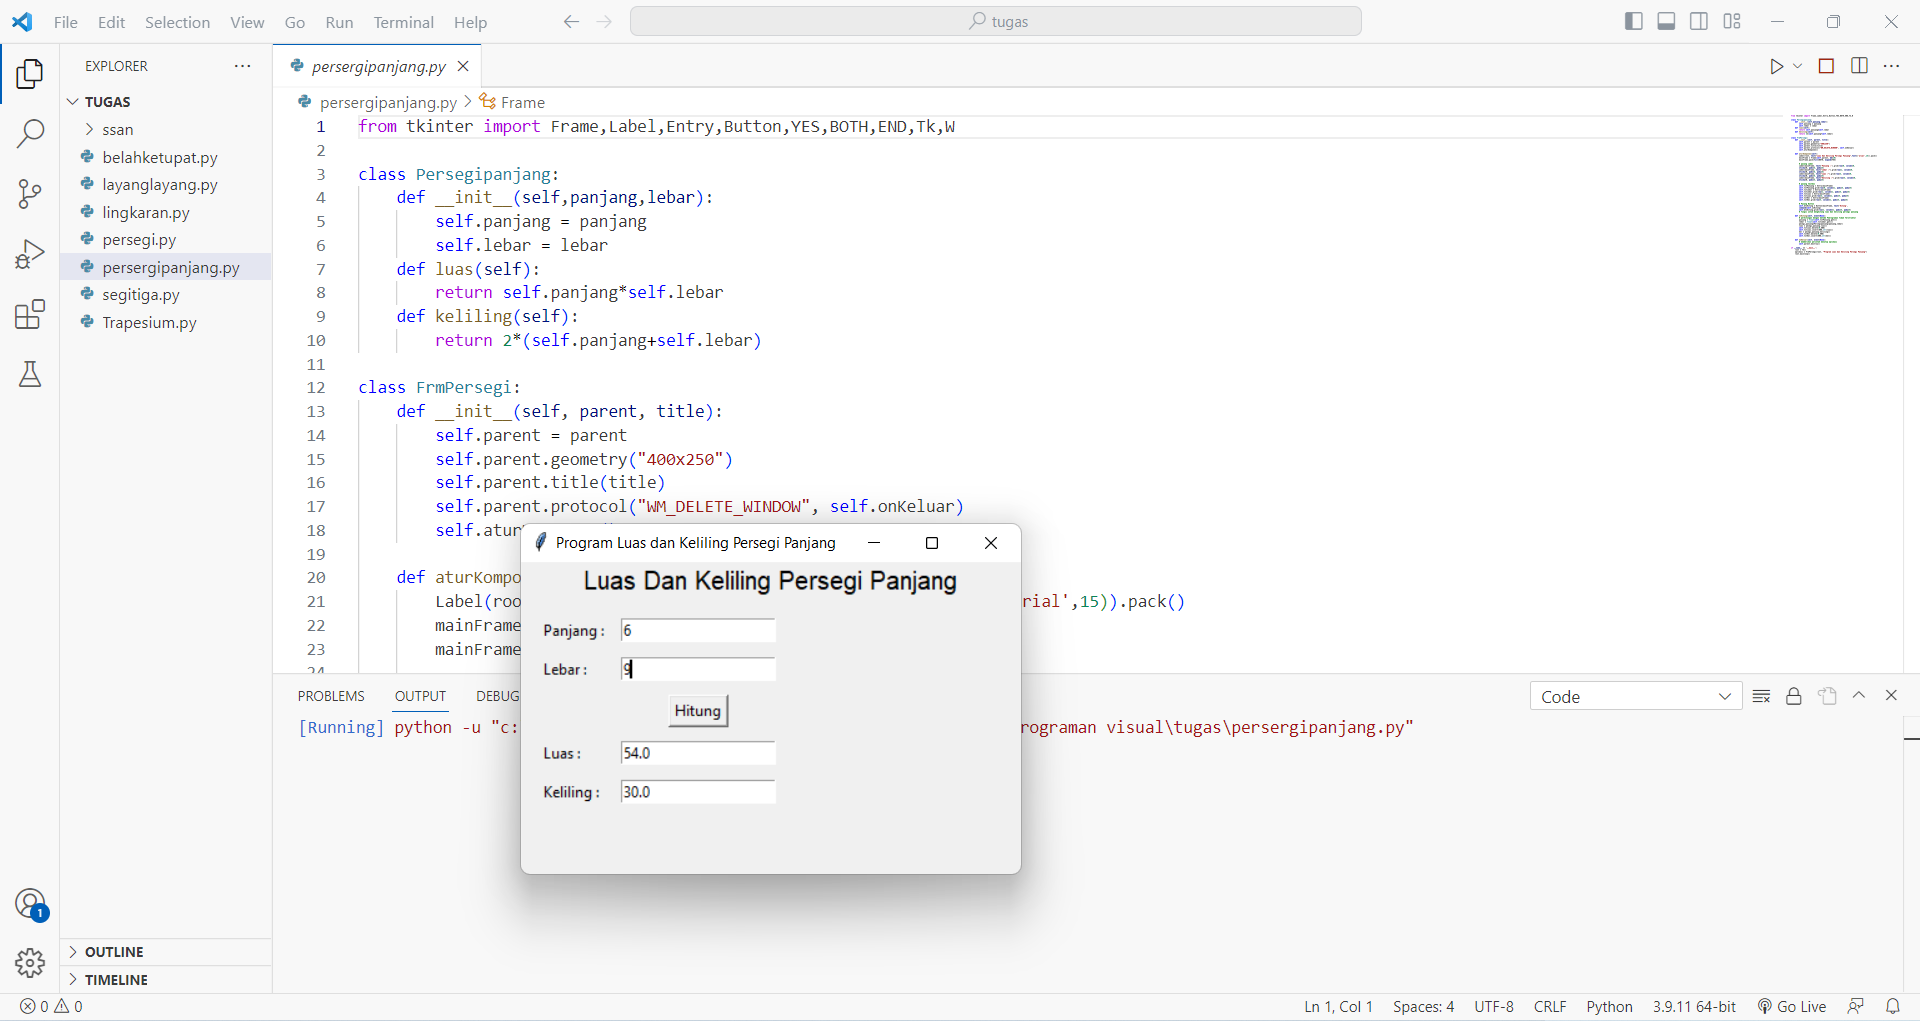 File Edit Selection View Go Run Terminal Help
tugas
EXPLORER
TUGAS
ssan
belahketupat.py
layanglayang.py
lingkaran.py
persegi.py
persergipanjang.py
segitiga.py
Trapesium.py
OUTLINE
TIMELINE
persergipanjang.py
persergipanjang.py > Frame
1 from tkinter import Frame,Label,Entry,Button,YES,BOTH,END,Tk,W
2
3 class Persegipanjang:
4 def __init__(self,panjang,lebar):
5 self.panjang = panjang
6 self.lebar = lebar
7 def luas(self):
8 return self.panjang*self.lebar
9 def keliling(self):
10 return 2*(self.panjang+self.lebar)
11
12 class FrmPersegi:
13 def __init__(self, parent, title):
14 self.parent = parent
15 self.parent.geometry("400x250")
16 self.parent.title(title)
17 self.parent.protocol("WM_DELETE_WINDOW", self.onKeluar)
18 self.atur
19
20 def aturKompo
21 Label(roo rial',15)).pack()
22 mainFrame
23 mainFrame
24
Program Luas dan Keliling Persegi Panjang
Luas Dan Keliling Persegi Panjang
Panjang : 6
Lebar : 9
Hitung
Luas : 54.0
Keliling : 30.0
PROBLEMS OUTPUT DEBUG
Code
[Running] python -u "c: rograman visual\tugas\persergipanjang.py"
1
0 0
Ln 1, Col 1 Spaces: 4 UTF-8 CRLF Python 3.9.11 64-bit Go Live